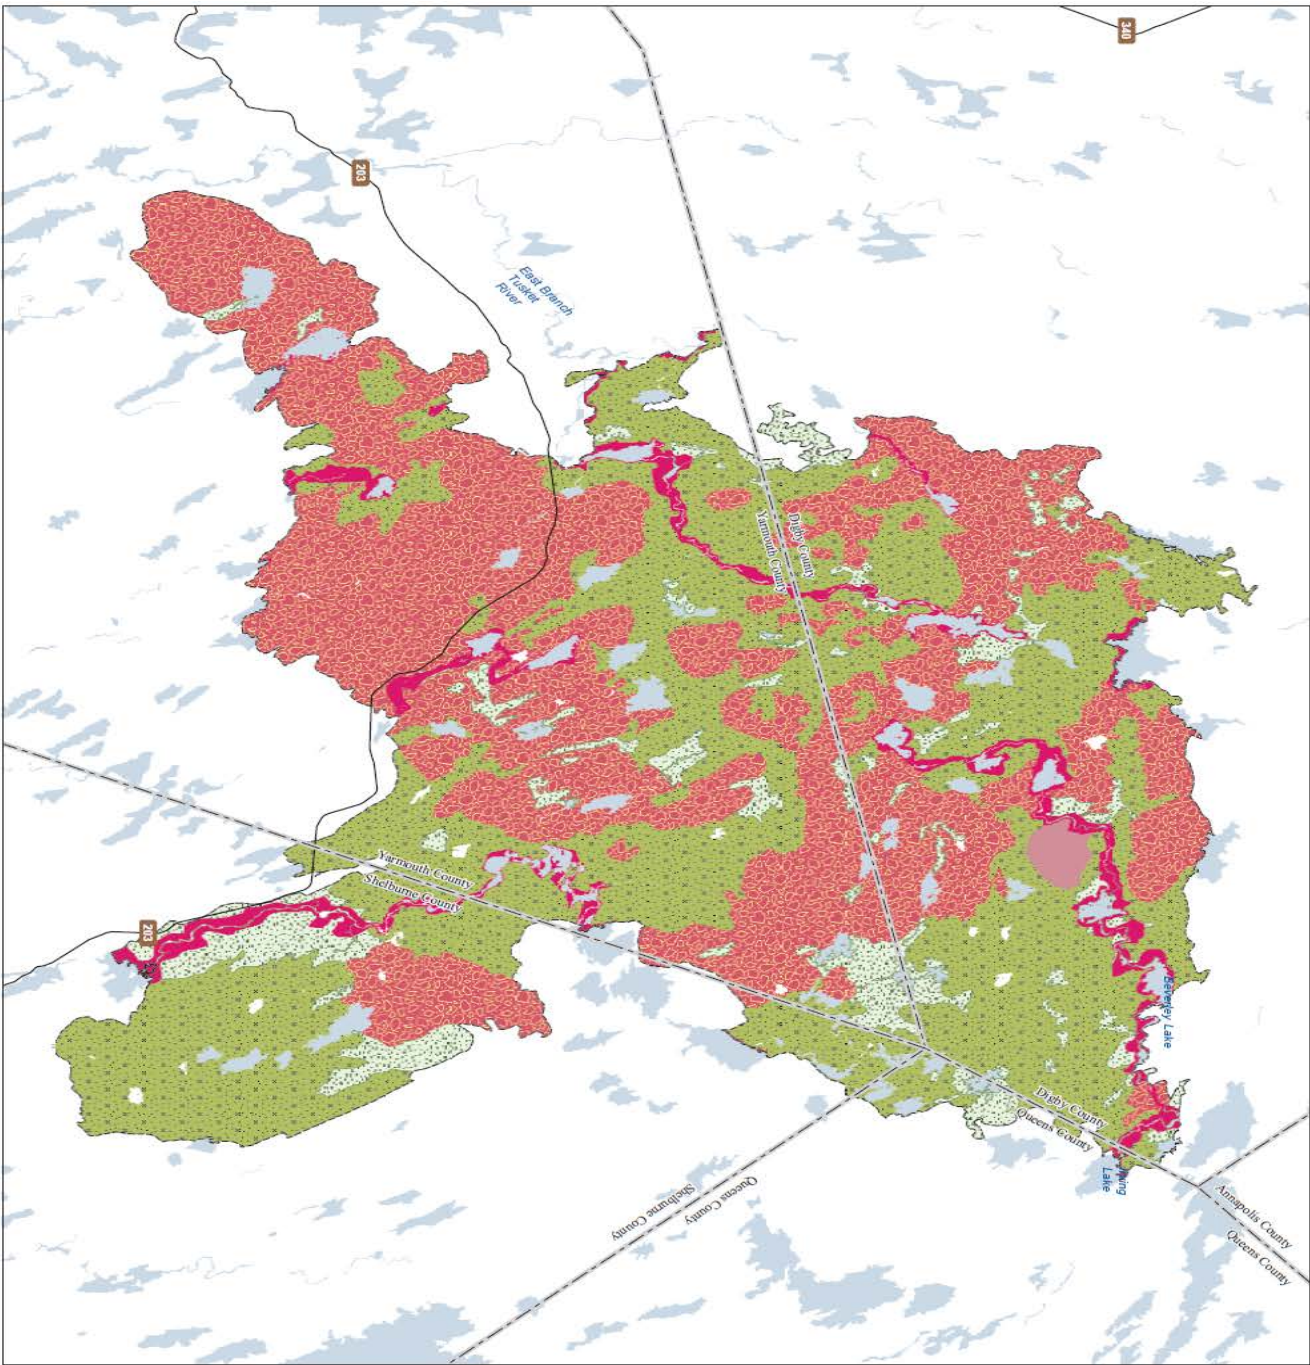 340
203
East Branch
Tusket
River
Digby County
Yarmouth County
Yarmouth County
Shelburne County
203
Beverley Lake
Digby County
Queens County
Lake
Queens County
Shelburne County
Annapolis County
Queens County